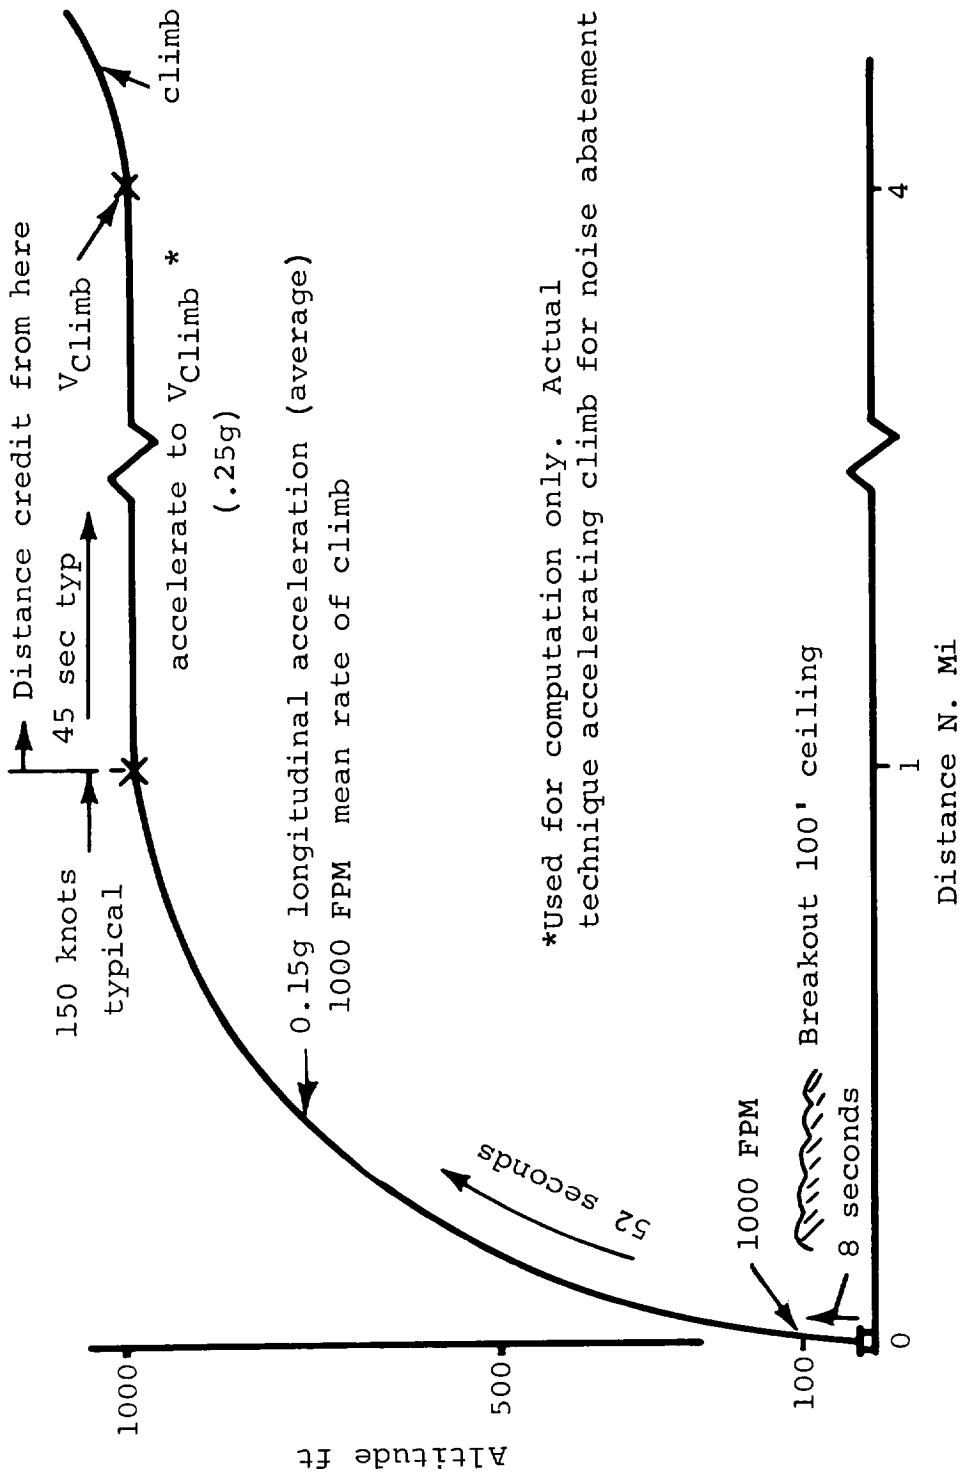 Distance credit from here
150 knots
typical
45 sec typ
VClimb
climb
accelerate to VClimb *
(.25g)
0.15g longitudinal acceleration (average)
1000 FPM mean rate of climb
52 seconds
*Used for computation only. Actual
technique accelerating climb for noise abatement
1000 FPM
Breakout 100' ceiling
8 seconds
Altitude ft
1000
500
100
0
1
4
Distance N. Mi